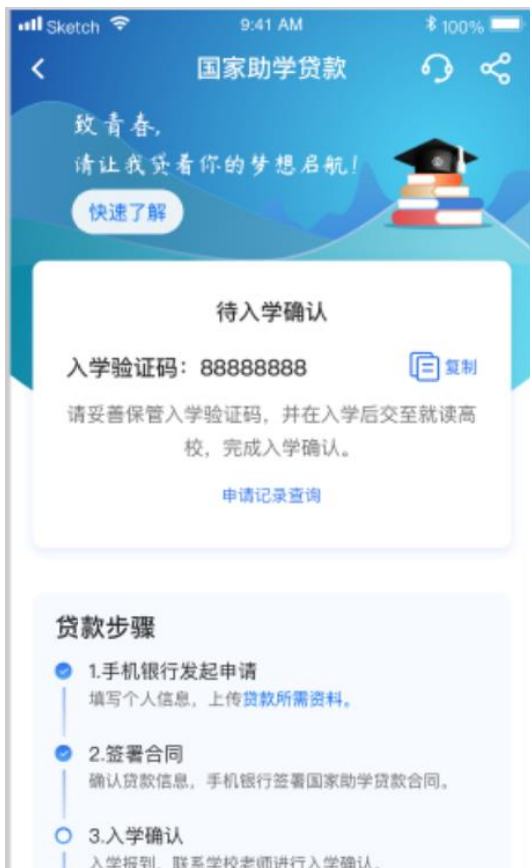 Sketch 9:41 AM 100%
国家助学贷款
致青春,
请让我贷着你的梦想启航!
快速了解
待入学确认
入学验证码：88888888 复制
请妥善保管入学验证码，并在入学后交至就读高
校，完成入学确认。
申请记录查询
贷款步骤
1.手机银行发起申请
填写个人信息，上传贷款所需资料。
2.签署合同
确认贷款信息，手机银行签署国家助学贷款合同。
3.入学确认
入学报到，联系学校老师进行入学确认。